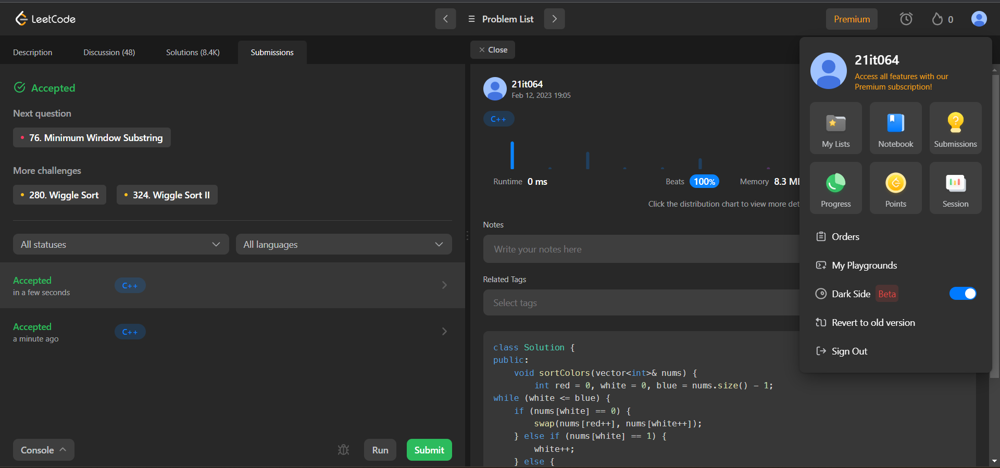 LeetCode
Problem List
Premium
0
Description
Discussion (48)
Solutions (8.4K)
Submissions
Accepted
Next question
76. Minimum Window Substring
More challenges
280. Wiggle Sort
324. Wiggle Sort II
All statuses
All languages
Accepted
in a few seconds
C++
Accepted
a minute ago
C++
Console
Run
Submit
Close
21it064
Feb 12, 2023 19:05
C++
Runtime 0 ms
Beats 100%
Memory 8.3
Click the distribution chart to view more
Notes
Write your notes here
Related Tags
Select tags
class Solution {
public:
    void sortColors(vector<int>& nums) {
        int red = 0, white = 0, blue = nums.size() - 1;
while (white <= blue) {
    if (nums[white] == 0) {
        swap(nums[red++], nums[white++]);
    } else if (nums[white] == 1) {
        white++;
    } else {
21it064
Access all features with our
Premium subscription!
My Lists
Notebook
Submissions
Progress
Points
Session
Orders
My Playgrounds
Dark Side Beta
Revert to old version
Sign Out